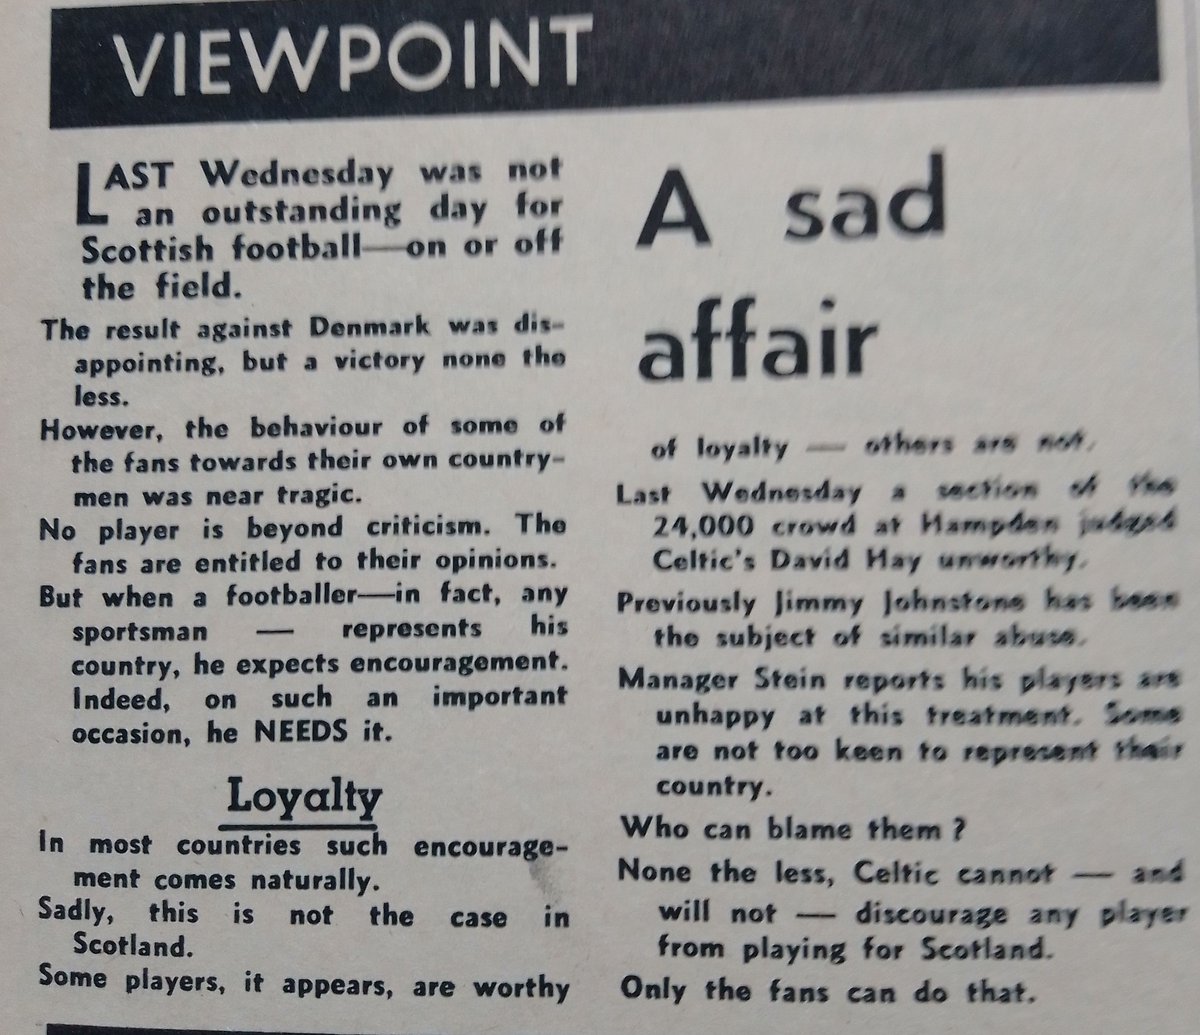 VIEWPOINT
LAST Wednesday was not
an outstanding day for
Scottish football—on or off
the field.
The result against Denmark was dis-
appointing, but a victory none the
less.
However, the behaviour of some of
the fans towards their own country-
men was near tragic.
No player is beyond criticism. The
fans are entitled to their opinions.
But when a footballer—in fact, any
sportsman — represents his
country, he expects encouragement.
Indeed, on such an important
occasion, he NEEDS it.
Loyalty
In most countries such encourage-
ment comes naturally.
Sadly, this is not the case in
Scotland.
Some players, it appears, are worthy
A sad
affair
of loyalty — others are not.
Last Wednesday a section of the
24,000 crowd at Hampden judged
Celtic's David Hay unworthy.
Previously Jimmy Johnstone has been
the subject of similar abuse.
Manager Stein reports his players are
unhappy at this treatment. Some
are not too keen to represent their
country.
Who can blame them ?
None the less, Celtic cannot — and
will not — discourage any player
from playing for Scotland.
Only the fans can do that.